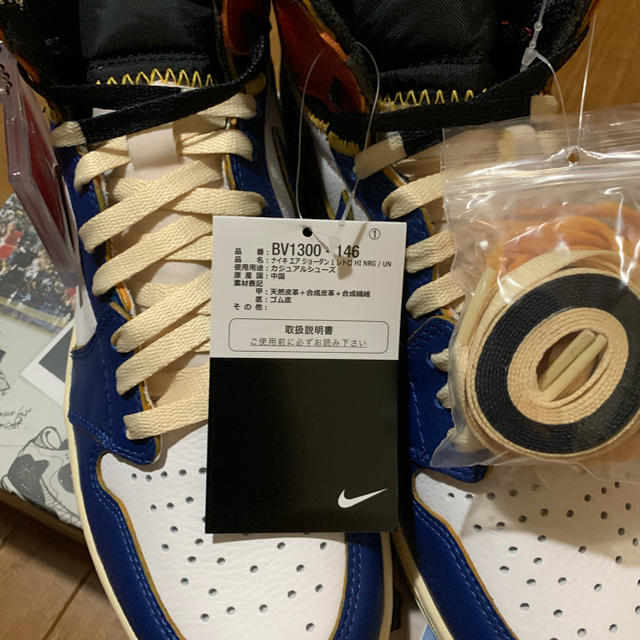 ①
品　番：BV1300 - 146
品　名：ナイキ エア ジョーダン 1 レトロ HI NRG / UN
使用用途：カジュアルシューズ
原 産 国：中国
素材表記
甲：天然皮革＋合成皮革＋合成繊維
底：ゴム底
そ の 他：
取扱説明書
ご使用前に必ずお読み下さい